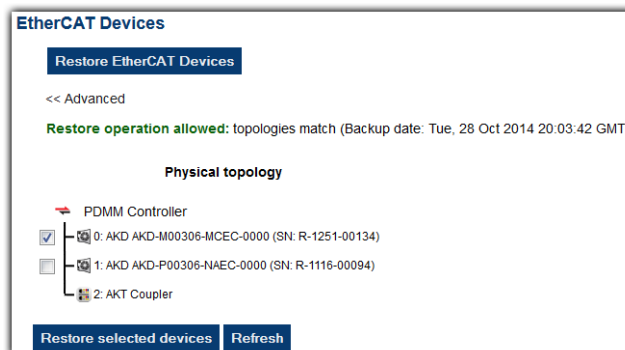 EtherCAT Devices
Restore EtherCAT Devices
<< Advanced
Restore operation allowed: topologies match (Backup date: Tue, 28 Oct 2014 20:03:42 GMT
Physical topology
PDMM Controller
0: AKD AKD-M00306-MCEC-0000 (SN: R-1251-00134)
1: AKD AKD-P00306-NAEC-0000 (SN: R-1116-00094)
2: AKT Coupler
Restore selected devices Refresh